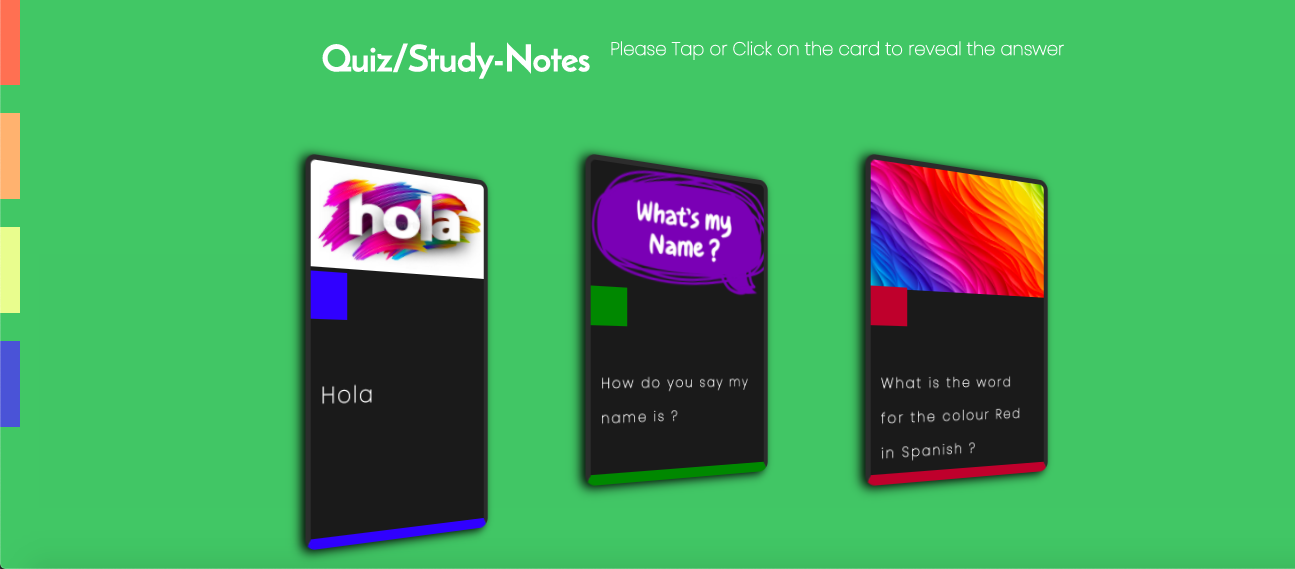 Quiz/Study-Notes
Please Tap or Click on the card to reveal the answer
hola
Hola
What's my
Name ?
How do you say my
name is ?
What is the word
for the colour Red
in Spanish ?